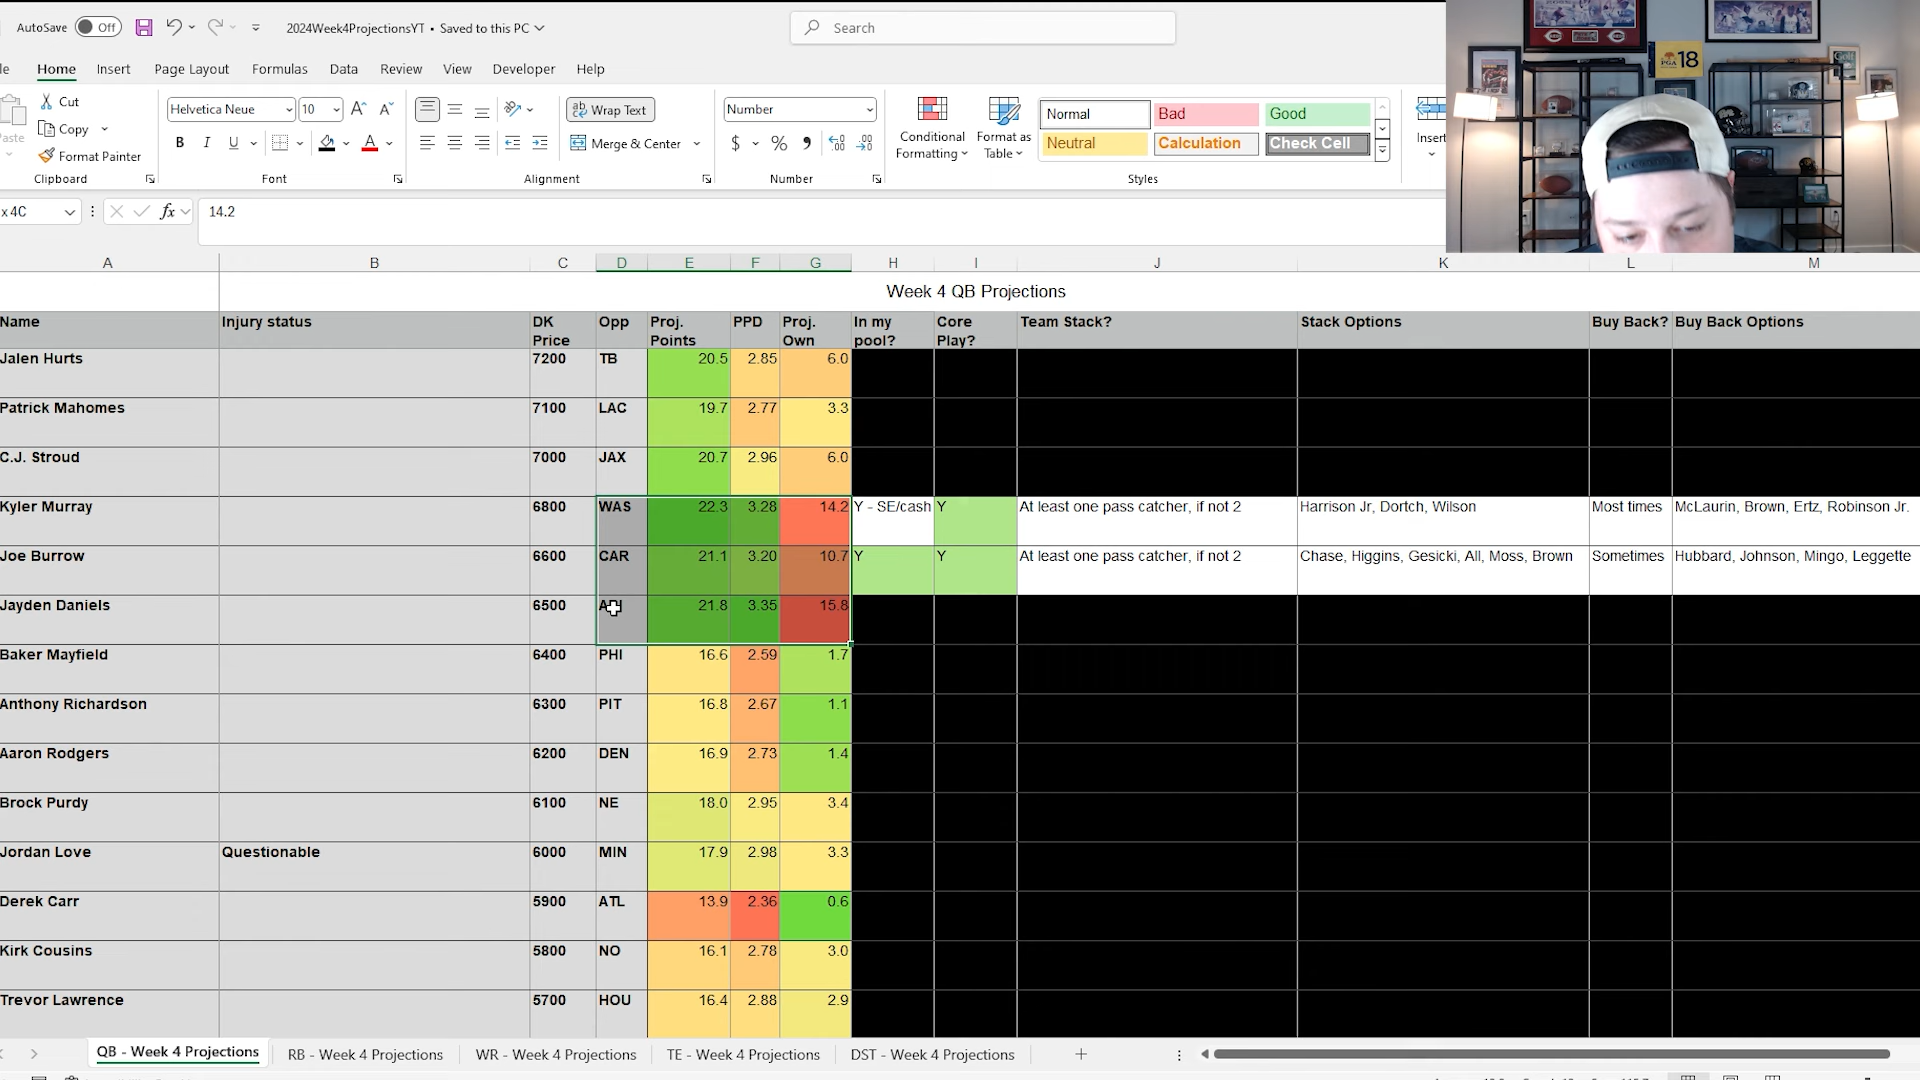 AutoSave Off 2024Week4ProjectionsYT • Saved to this PC Search
Home Insert Page Layout Formulas Data Review View Developer Help
Cut
Copy
Format Painter
Clipboard
Helvetica Neue 10
B I U A
Font
Wrap Text
Merge & Center
Alignment
Number
$ % 9
Number
Conditional Formatting
Format as Table
Normal Bad Good
Neutral Calculation Check Cell
Styles
Insert
PGA 18
x 4C fx 14.2
A B C D E F G H I J K L M
Week 4 QB Projections
Name Injury status DK Price Opp Proj. Points PPD Proj. Own In my pool? Core Play? Team Stack? Stack Options Buy Back? Buy Back Options
Jalen Hurts 7200 TB 20.5 2.85 6.0
Patrick Mahomes 7100 LAC 19.7 2.77 3.3
C.J. Stroud 7000 JAX 20.7 2.96 6.0
Kyler Murray 6800 WAS 22.3 3.28 14.2 Y - SE/cash Y At least one pass catcher, if not 2 Harrison Jr, Dortch, Wilson Most times McLaurin, Brown, Ertz, Robinson Jr.
Joe Burrow 6600 CAR 21.1 3.20 10.7 Y Y At least one pass catcher, if not 2 Chase, Higgins, Gesicki, All, Moss, Brown Sometimes Hubbard, Johnson, Mingo, Leggette
Jayden Daniels 6500 21.8 3.35 15.8
Baker Mayfield 6400 PHI 16.6 2.59 1.7
Anthony Richardson 6300 PIT 16.8 2.67 1.1
Aaron Rodgers 6200 DEN 16.9 2.73 1.4
Brock Purdy 6100 NE 18.0 2.95 3.4
Jordan Love Questionable 6000 MIN 17.9 2.98 3.3
Derek Carr 5900 ATL 13.9 2.36 0.6
Kirk Cousins 5800 NO 16.1 2.78 3.0
Trevor Lawrence 5700 HOU 16.4 2.88 2.9
QB - Week 4 Projections RB - Week 4 Projections WR - Week 4 Projections TE - Week 4 Projections DST - Week 4 Projections